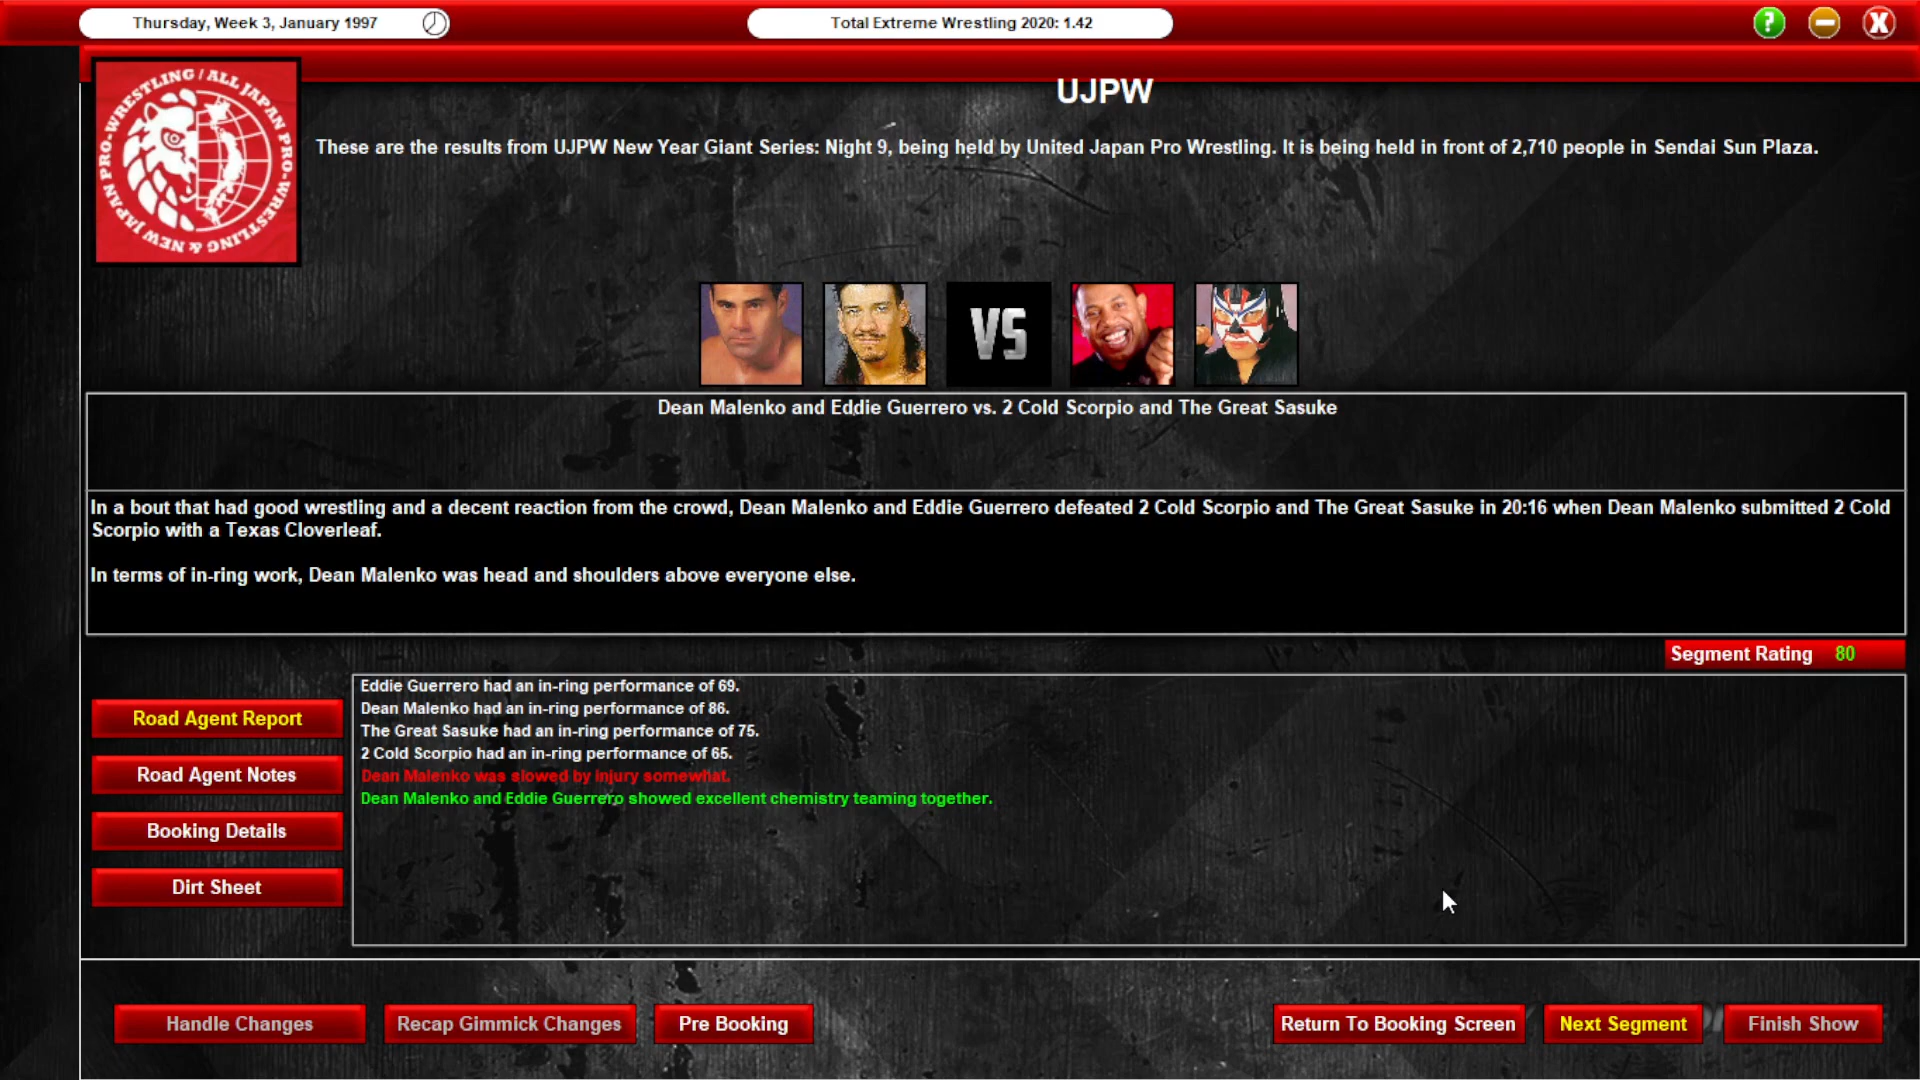 Thursday, Week 3, January 1997
Total Extreme Wrestling 2020: 1.42
UJPW
NEW JAPAN PRO-WRESTLING / ALL JAPAN PRO-WRESTLING &
These are the results from UJPW New Year Giant Series: Night 9, being held by United Japan Pro Wrestling. It is being held in front of 2,710 people in Sendai Sun Plaza.
VS
Dean Malenko and Eddie Guerrero vs. 2 Cold Scorpio and The Great Sasuke
In a bout that had good wrestling and a decent reaction from the crowd, Dean Malenko and Eddie Guerrero defeated 2 Cold Scorpio and The Great Sasuke in 20:16 when Dean Malenko submitted 2 Cold
Scorpio with a Texas Cloverleaf.
In terms of in-ring work, Dean Malenko was head and shoulders above everyone else.
Segment Rating 80
Road Agent Report
Road Agent Notes
Booking Details
Dirt Sheet
Eddie Guerrero had an in-ring performance of 69.
Dean Malenko had an in-ring performance of 86.
The Great Sasuke had an in-ring performance of 75.
2 Cold Scorpio had an in-ring performance of 65.
Dean Malenko was slowed by injury somewhat.
Dean Malenko and Eddie Guerrero showed excellent chemistry teaming together.
Handle Changes
Recap Gimmick Changes
Pre Booking
Return To Booking Screen
Next Segment
Finish Show